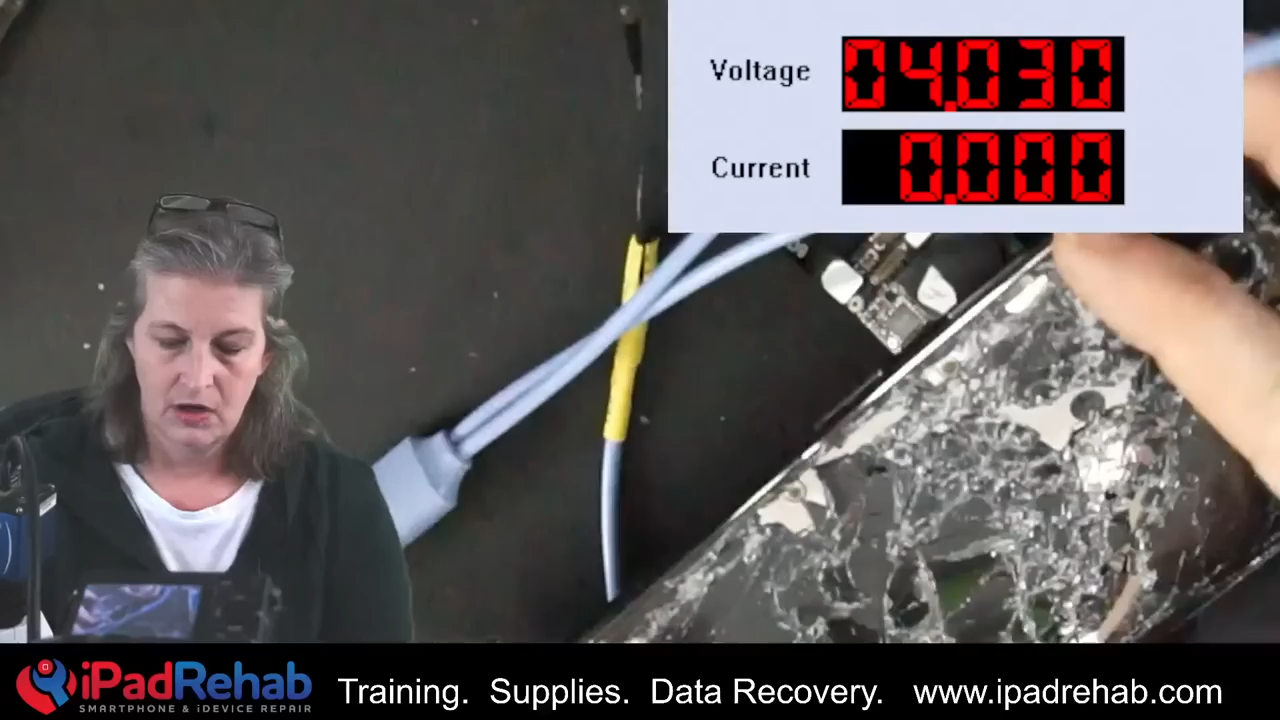 Voltage 04.030
Current 0.000
iPadRehab
SMARTPHONE & iDEVICE REPAIR
Training. Supplies. Data Recovery. www.ipadrehab.com